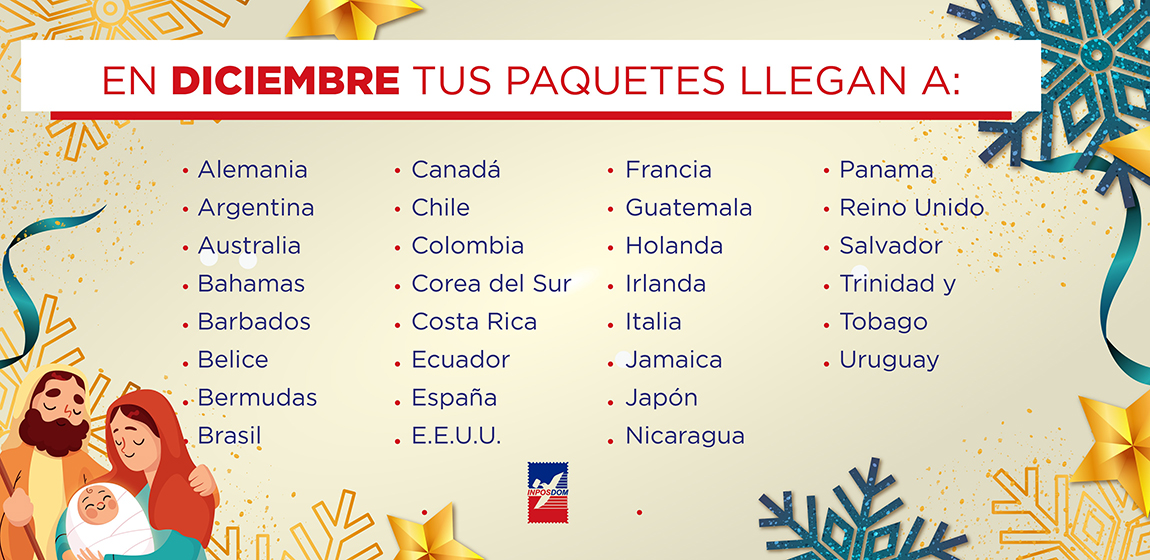 EN DICIEMBRE TUS PAQUETES LLEGAN A:
• Alemania
• Argentina
• Australia
• Bahamas
• Barbados
• Belice
• Bermudas
• Brasil
• Canadá
• Chile
• Colombia
• Corea del Sur
• Costa Rica
• Ecuador
• España
• E.E.U.U.
• Francia
• Guatemala
• Holanda
• Irlanda
• Italia
• Jamaica
• Japón
• Nicaragua
• Panama
• Reino Unido
• Salvador
• Trinidad y
• Tobago
• Uruguay
INPOSDOM